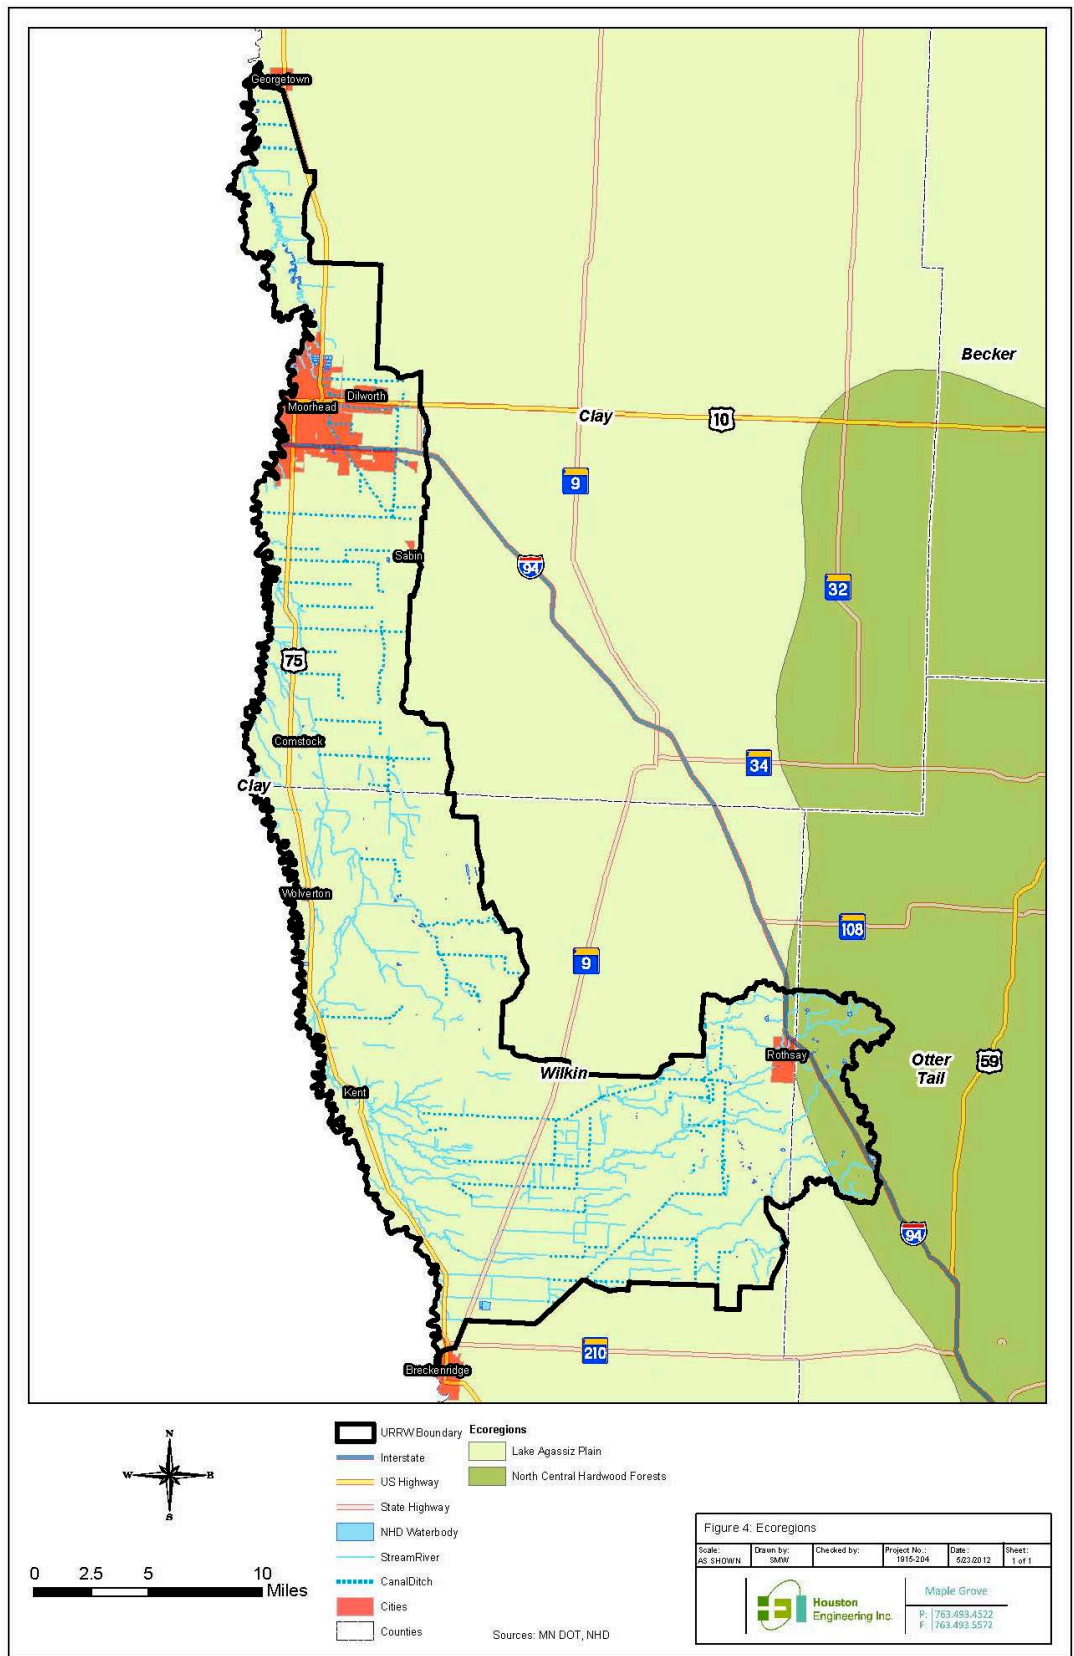 Georgetown
Becker
Dilworth
Moorhead
Clay
10
9
Sabin
94
32
75
Comstock
34
Clay
Wolverton
108
9
Rothsay
Otter
Tail
59
Wilkin
Kent
94
210
Breckenridge
N
W
E
S
0 2.5 5 10
Miles
URRW Boundary
Interstate
US Highway
State Highway
NHD Waterbody
StreamRiver
CanalDitch
Cities
Counties
Ecoregions
Lake Agassiz Plain
North Central Hardwood Forests
Sources: MN DOT, NHD
Figure 4: Ecoregions
Scale: AS SHOWN
Drawn by: SMW
Checked by:
Project No.: 1915-204
Date: 5/23/2012
Sheet: 1 of 1
Houston
Engineering Inc.
Maple Grove
P: 763.493.4522
F: 763.493.5572